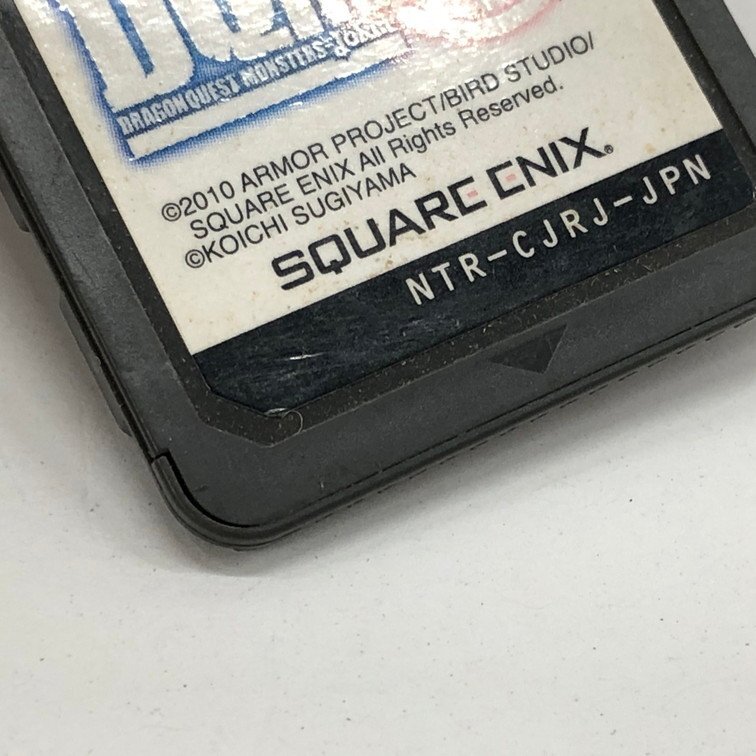 DRAGON QUEST MONSTERS-JOKER
©2010 ARMOR PROJECT/BIRD STUDIO/
SQUARE ENIX All Rights Reserved.
©KOICHI SUGIYAMA
SQUARE ENIX.
NTR-CJRJ-JPN